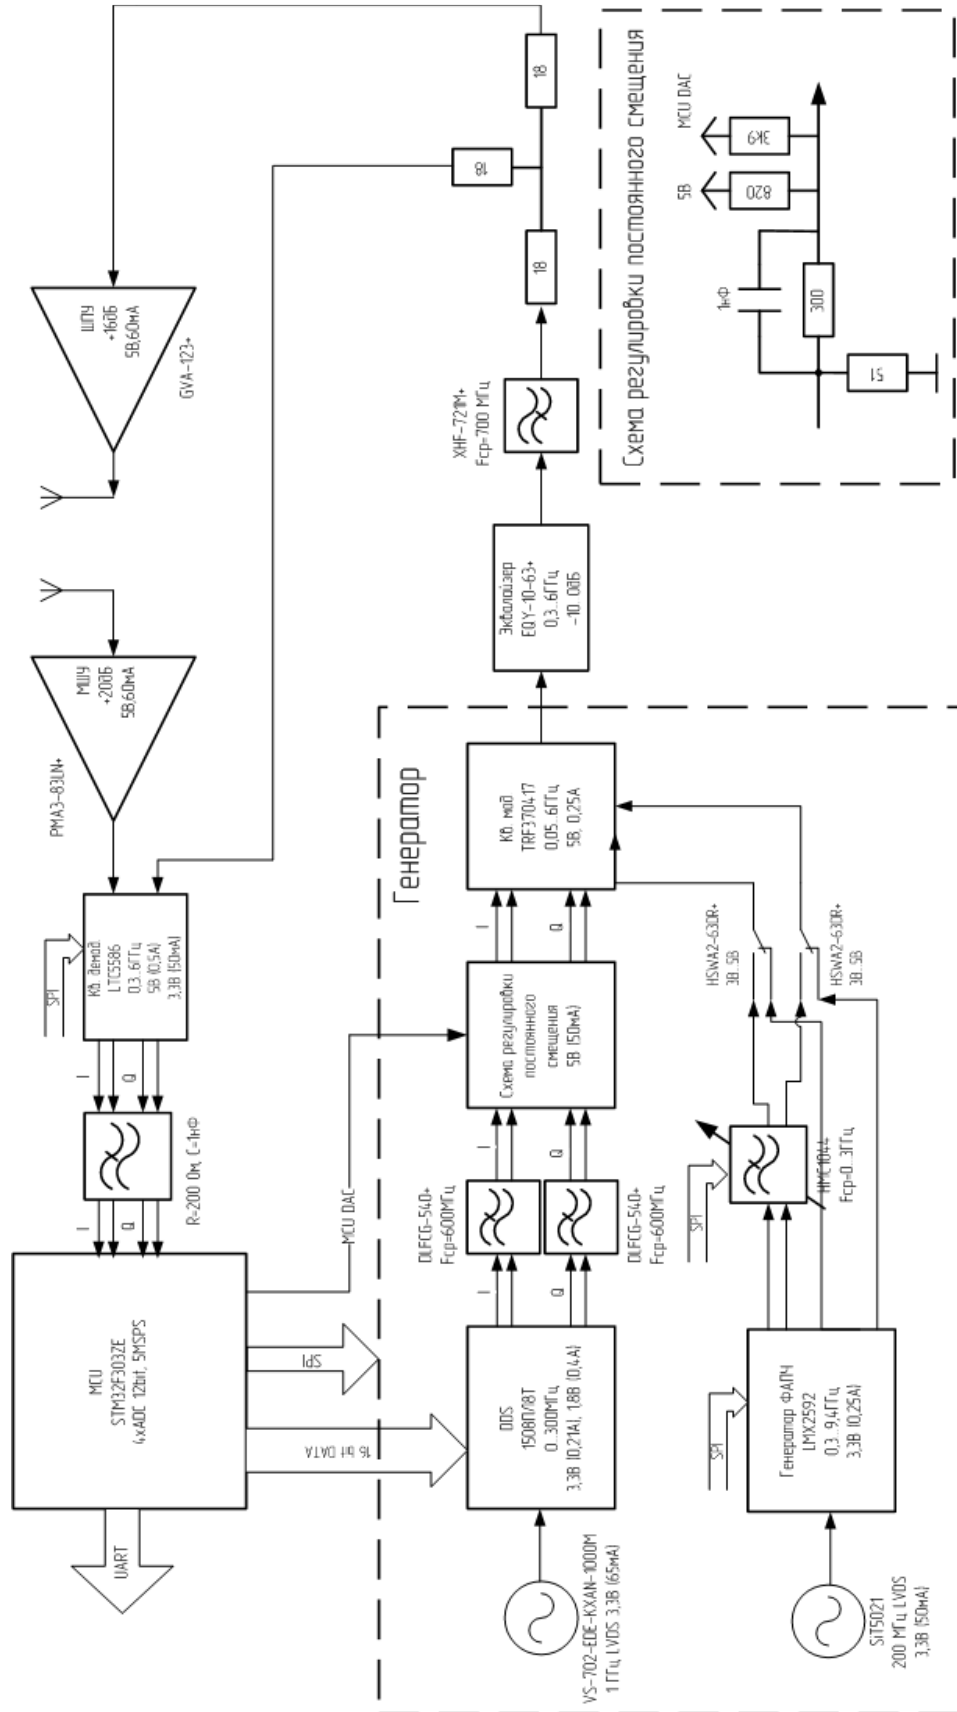 MCU
STM32F303ZE
4xADC 12bit, 5MSPS
UART
SPI
16 bit DATA
MCU DAC
I
Q
R=200 Ом, C=1нФ
I
Q
SPI
Кв. демод.
LTC5586
0,3..6ГГц
5В (0,5А)
3,3В (50мА)
PMA3-83LN+
МШУ
+20дБ
5В,60мА
ШПУ
+16дБ
5В,60мА
GVA-123+
VS-702-EDE-KXAN-1000M
1 ГГц, LVDS 3,3В (65мА)
DDS
1508ПЛ8Т
0...300МГц
3,3В (0,21А), 1,8В (0,4А)
I
Q
DLFCG-540+
Fср=600МГц
DLFCG-540+
Fср=600МГц
I
Q
Схема регулировки
постоянного
смещения
5В (50мА)
I
Q
Генератор
Кв. мод
TRF370417
0,05..6ГГц
5В, 0,25А
Эквалайзер
EQY-10-63+
0,3...6ГГц
-10..0дБ
XHF-721M+
Fср=700 МГц
18
18
18
SiT5021
200 МГц LVDS
3,3В (50мА)
SPI
Генератор ФАПЧ
LMX2592
0,3...9,4ГГц
3,3В (0,25А)
SPI
HMC1044
Fср=0...3ГГц
HSWA2-63DR+
3В...5В
HSWA2-63DR+
3В...5В
Схема регулировки постоянного смещения
51
1нФ
300
5В
820
MCU DAC
3k9